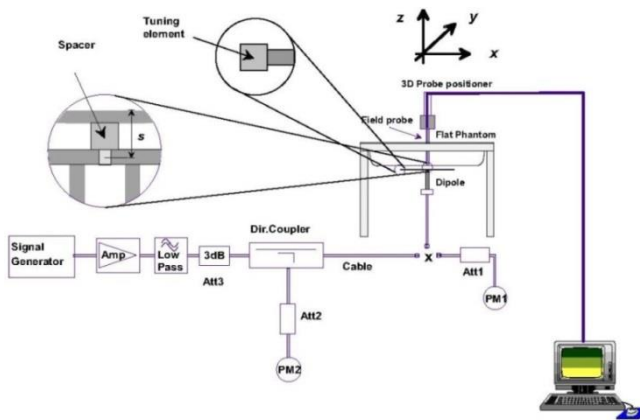 z
y
x
Tuning
element
Spacer
s
3D Probe positioner
Field probe
Flat Phantom
Dipole
Signal
Generator
Amp
Low
Pass
3dB
Att3
Dir.Coupler
Cable
x
Att1
PM1
Att2
PM2